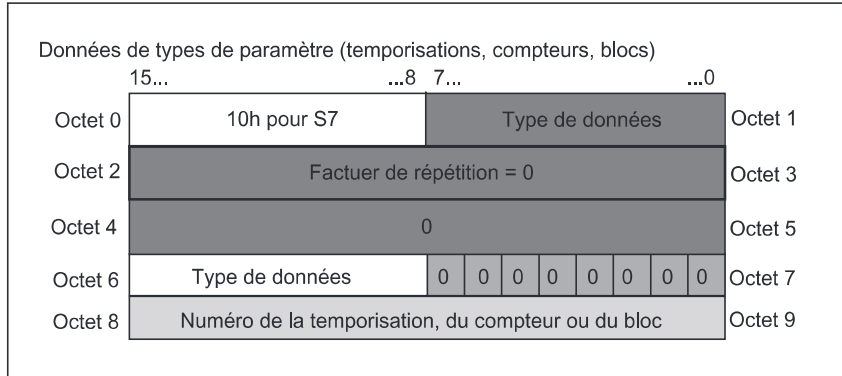 Données de types de paramètre (temporisations, compteurs, blocs)
15... ...8 7... ...0
Octet 0 10h pour S7 Type de données Octet 1
Octet 2 Factuer de répétition = 0 Octet 3
Octet 4 0 Octet 5
Octet 6 Type de données 0 0 0 0 0 0 0 0 Octet 7
Octet 8 Numéro de la temporisation, du compteur ou du bloc Octet 9